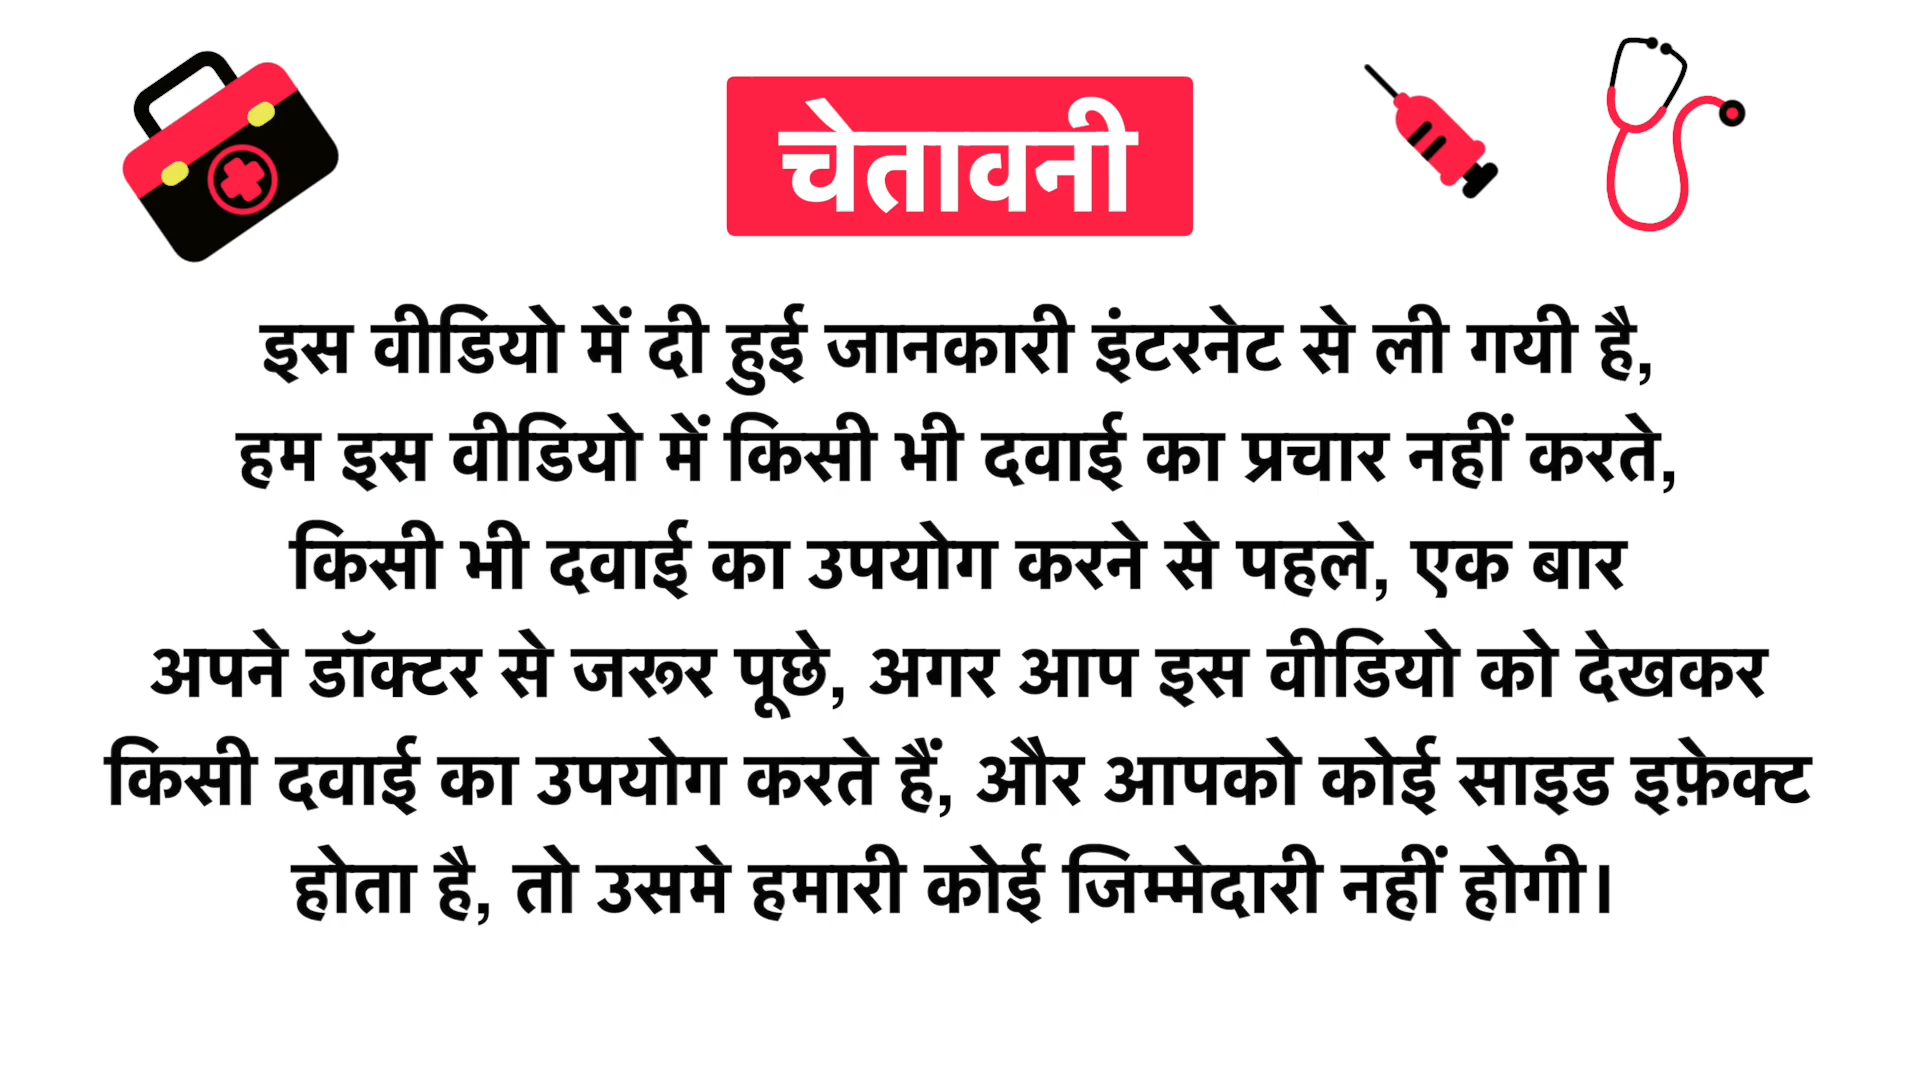 चेतावनी
इस वीडियो में दी हुई जानकारी इंटरनेट से ली गयी है,
हम इस वीडियो में किसी भी दवाई का प्रचार नहीं करते,
किसी भी दवाई का उपयोग करने से पहले, एक बार
अपने डॉक्टर से जरूर पूछे, अगर आप इस वीडियो को देखकर
किसी दवाई का उपयोग करते हैं, और आपको कोई साइड इफ़ेक्ट
होता है, तो उसमे हमारी कोई जिम्मेदारी नहीं होगी।